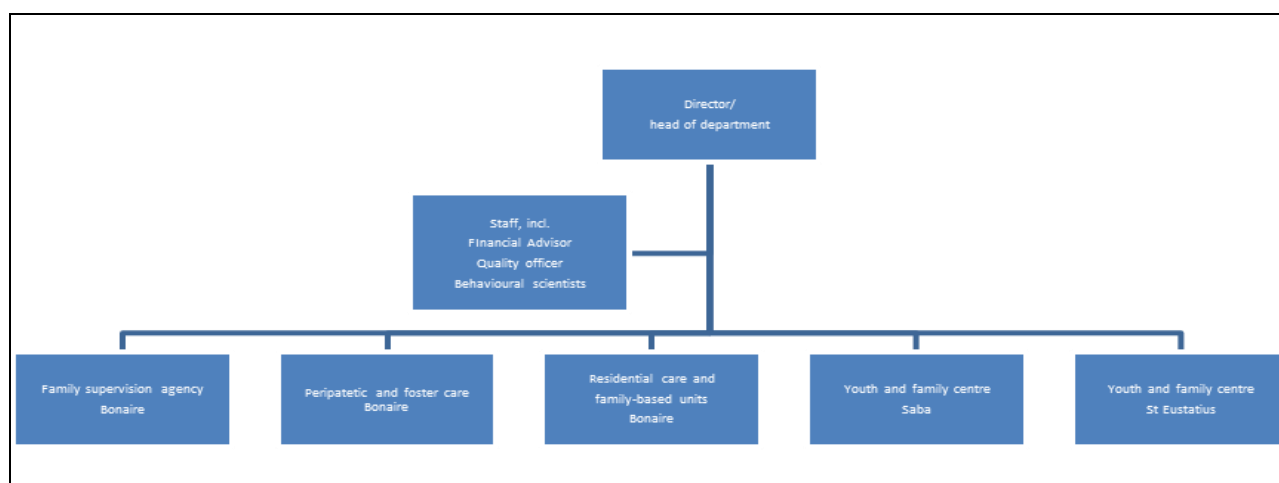 Director/
head of department
Staff, incl.
FInancial Advisor
Quality officer
Behavioural scientists
Family supervision agency
Bonaire
Peripatetic and foster care
Bonaire
Residential care and
family-based units
Bonaire
Youth and family centre
Saba
Youth and family centre
St Eustatius